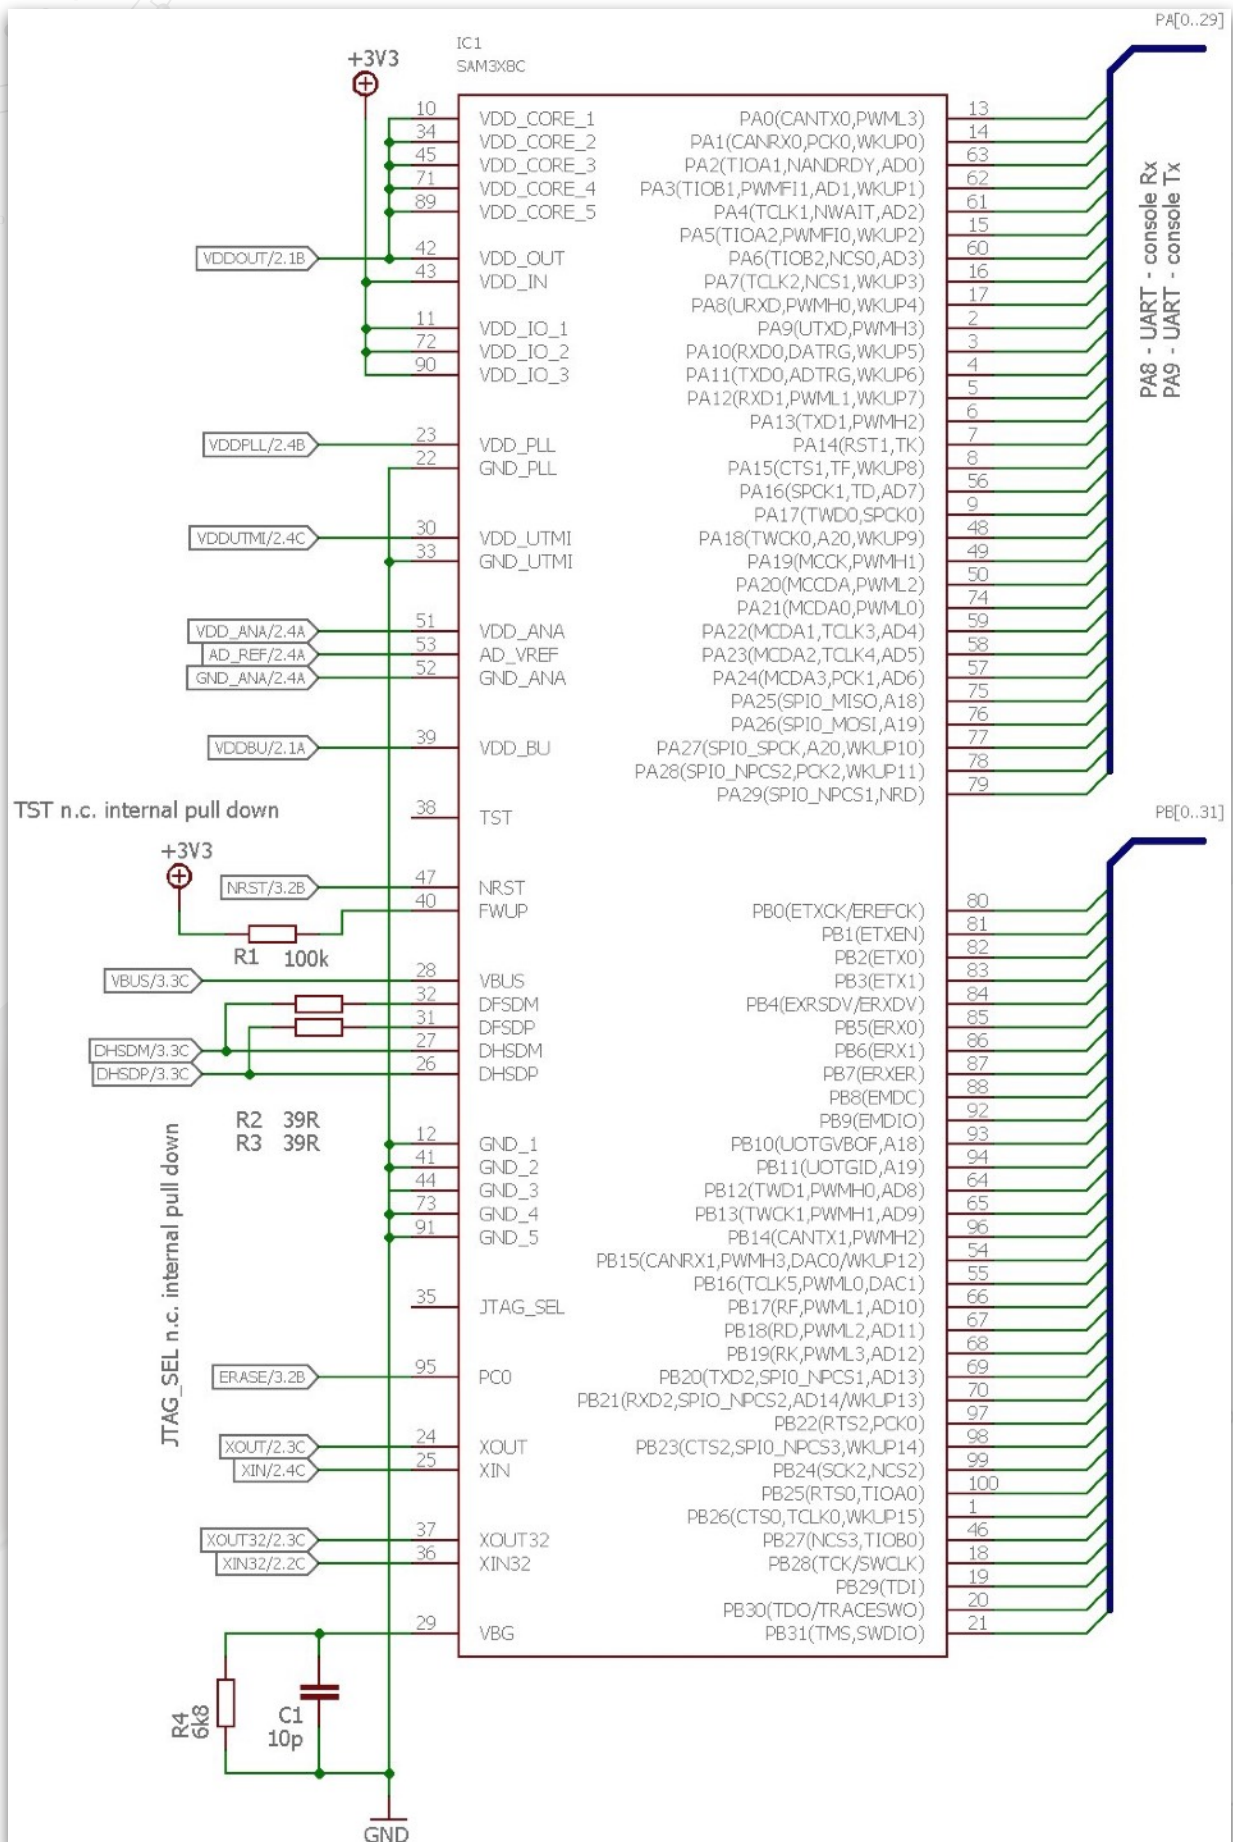 PA[0..29]
IC1
SAM3X8C
+3V3
10 VDD_CORE_1 PA0(CANTX0,PWML3) 13
34 VDD_CORE_2 PA1(CANRX0,PCK0,WKUP0) 14
45 VDD_CORE_3 PA2(TIOA1,NANDRDY,AD0) 63
71 VDD_CORE_4 PA3(TIOB1,PWMFI1,AD1,WKUP1) 62
89 VDD_CORE_5 PA4(TCLK1,NWAIT,AD2) 61
PA5(TIOA2,PWMFI0,WKUP2) 15
VDDOUT/2.1B 42 VDD_OUT PA6(TIOB2,NCS0,AD3) 60
43 VDD_IN PA7(TCLK2,NCS1,WKUP3) 16
PA8(URXD,PWMH0,WKUP4) 17
11 VDD_IO_1 PA9(UTXD,PWMH3) 2
72 VDD_IO_2 PA10(RXD0,DATRG,WKUP5) 3
90 VDD_IO_3 PA11(TXD0,ADTRG,WKUP6) 4
PA12(RXD1,PWML1,WKUP7) 5
PA13(TXD1,PWMH2) 6
VDDPLL/2.4B 23 VDD_PLL PA14(RST1,TK) 7
22 GND_PLL PA15(CTS1,TF,WKUP8) 8
PA16(SPCK1,TD,AD7) 56
PA17(TWD0,SPCK0) 9
VDDUTMI/2.4C 30 VDD_UTMI PA18(TWCK0,A20,WKUP9) 48
33 GND_UTMI PA19(MCCK,PWMH1) 49
PA20(MCCDA,PWML2) 50
PA21(MCDA0,PWML0) 74
VDD_ANA/2.4A 51 VDD_ANA PA22(MCDA1,TCLK3,AD4) 59
AD_REF/2.4A 53 AD_VREF PA23(MCDA2,TCLK4,AD5) 58
GND_ANA/2.4A 52 GND_ANA PA24(MCDA3,PCK1,AD6) 57
PA25(SPI0_MISO,A18) 75
PA26(SPI0_MOSI,A19) 76
VDDBU/2.1A 39 VDD_BU PA27(SPI0_SPCK,A20,WKUP10) 77
PA28(SPI0_NPCS2,PCK2,WKUP11) 78
PA29(SPI0_NPCS1,NRD) 79
PA8 - UART - console Rx
PA9 - UART - console Tx
TST n.c. internal pull down
38 TST
PB[0..31]
+3V3
NRST/3.2B 47 NRST
40 FWUP PB0(ETXCK/EREFCK) 80
PB1(ETXEN) 81
R1 100k
PB2(ETX0) 82
VBUS/3.3C 28 VBUS PB3(ETX1) 83
32 DFSDM PB4(EXRSDV/ERXDV) 84
31 DFSDP PB5(ERX0) 85
DHSDM/3.3C 27 DHSDM PB6(ERX1) 86
DHSDP/3.3C 26 DHSDP PB7(ERXER) 87
PB8(EMDC) 88
R2 39R
PB9(EMDIO) 92
R3 39R
12 GND_1 PB10(UOTGVBOF,A18) 93
41 GND_2 PB11(UOTGID,A19) 94
44 GND_3 PB12(TWD1,PWMH0,AD8) 64
73 GND_4 PB13(TWCK1,PWMH1,AD9) 65
91 GND_5 PB14(CANTX1,PWMH2) 96
PB15(CANRX1,PWMH3,DAC0/WKUP12) 54
PB16(TCLK5,PWML0,DAC1) 55
35 JTAG_SEL PB17(RF,PWML1,AD10) 66
PB18(RD,PWML2,AD11) 67
PB19(RK,PWML3,AD12) 68
JTAG_SEL n.c. internal pull down
ERASE/3.2B 95 PC0 PB20(TXD2,SPI0_NPCS1,AD13) 69
PB21(RXD2,SPIO_NPCS2,AD14/WKUP13) 70
PB22(RTS2,PCK0) 97
XOUT/2.3C 24 XOUT PB23(CTS2,SPI0_NPCS3,WKUP14) 98
XIN/2.4C 25 XIN PB24(SCK2,NCS2) 99
PB25(RTS0,TIOA0) 100
PB26(CTS0,TCLK0,WKUP15) 1
XOUT32/2.3C 37 XOUT32 PB27(NCS3,TIOB0) 46
XIN32/2.2C 36 XIN32 PB28(TCK/SWCLK) 18
PB29(TDI) 19
PB30(TDO/TRACESWO) 20
29 VBG PB31(TMS,SWDIO) 21
R4
6k8
C1
10p
GND